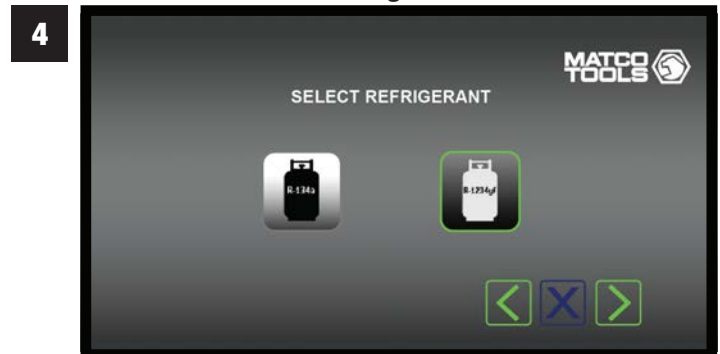 4
MATCO
TOOLS
SELECT REFRIGERANT
R-134a
R-1234yf